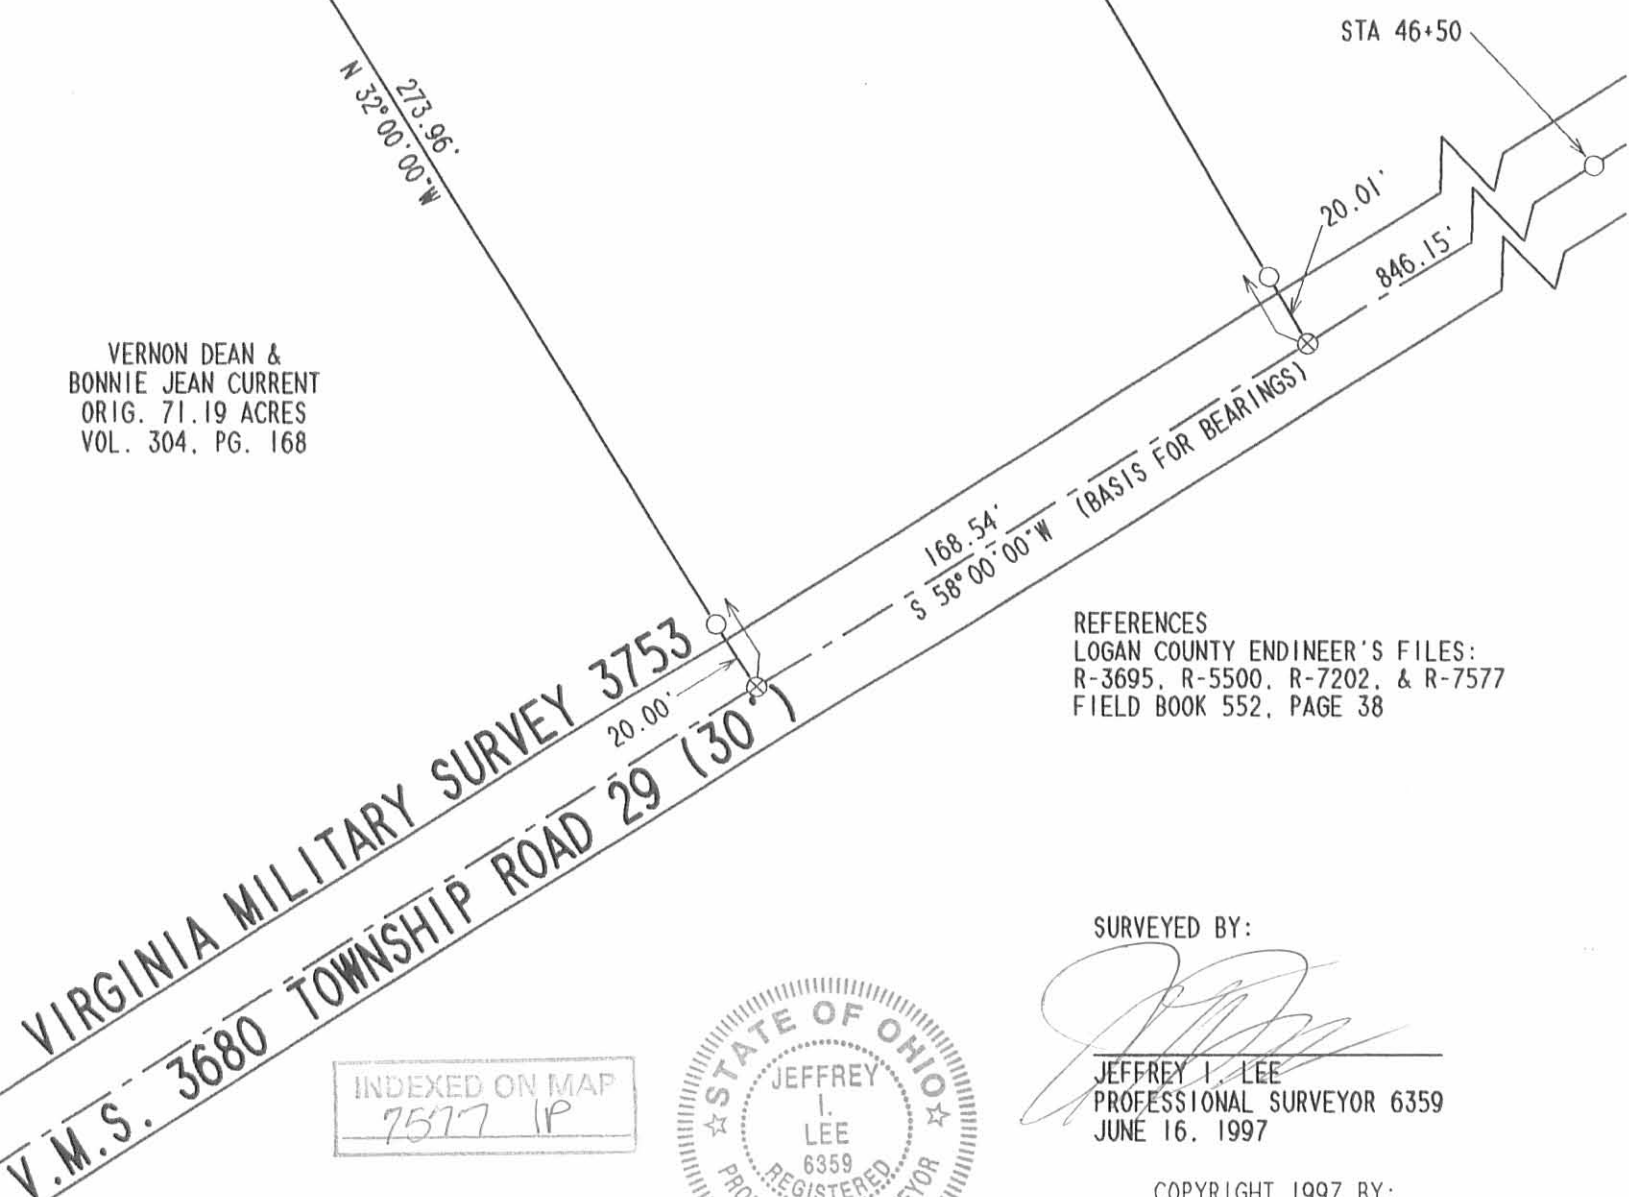 STA 46+50
273.96'
N 32°00'00"W
20.01'
846.15'
VERNON DEAN &
BONNIE JEAN CURRENT
ORIG. 71.19 ACRES
VOL. 304, PG. 168
168.54'
S 58°00'00"W (BASIS FOR BEARINGS)
20.00'
VIRGINIA MILITARY SURVEY 3753
V.M.S. 3680 TOWNSHIP ROAD 29 (30')
REFERENCES
LOGAN COUNTY ENDINEER'S FILES:
R-3695, R-5500, R-7202, & R-7577
FIELD BOOK 552, PAGE 38
INDEXED ON MAP
7577 IP
STATE OF OHIO
JEFFREY
I.
LEE
6359
REGISTERED
SURVEYED BY:
JEFFREY I. LEE
PROFESSIONAL SURVEYOR 6359
JUNE 16, 1997
COPYRIGHT 1997 BY: